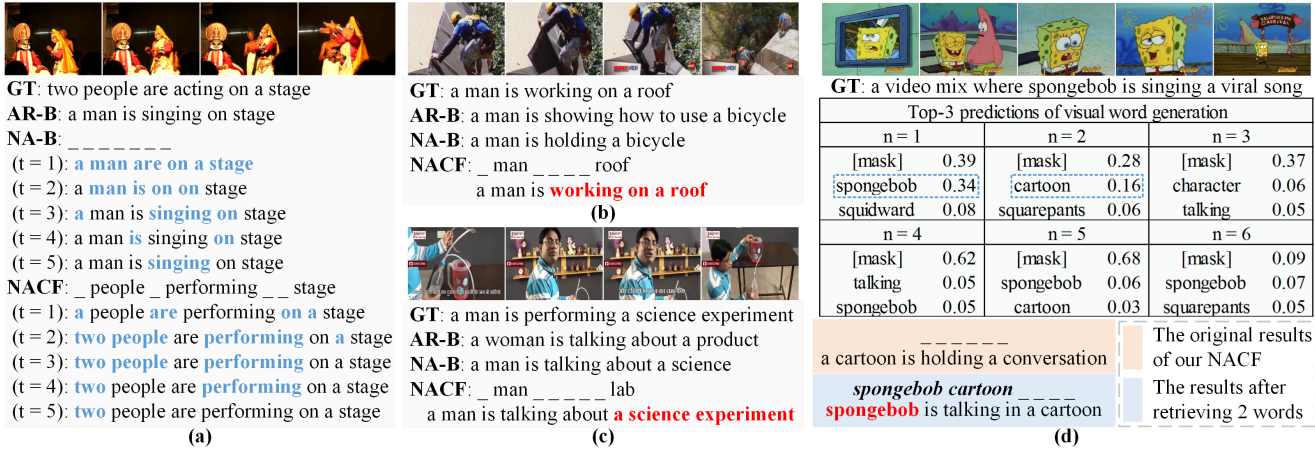 GT: two people are acting on a stage
AR-B: a man is singing on stage
NA-B: _ _ _ _ _ _ _
(t = 1): a man are on a stage
(t = 2): a man is on on stage
(t = 3): a man is singing on stage
(t = 4): a man is singing on stage
(t = 5): a man is singing on stage
NACF: _ people _ performing _ _ stage
(t = 1): a people are performing on a stage
(t = 2): two people are performing on a stage
(t = 3): two people are performing on a stage
(t = 4): two people are performing on a stage
(t = 5): two people are performing on a stage
(a)
GT: a man is working on a roof
AR-B: a man is showing how to use a bicycle
NA-B: a man is holding a bicycle
NACF: _ man _ _ _ _ roof
a man is working on a roof
(b)
GT: a man is performing a science experiment
AR-B: a woman is talking about a product
NA-B: a man is talking about a science
NACF: _ man _ _ _ _ _ lab
a man is talking about a science experiment
(c)
GT: a video mix where spongebob is singing a viral song
Top-3 predictions of visual word generation
n = 1 n = 2 n = 3
[mask] 0.39 [mask] 0.28 [mask] 0.37
spongebob 0.34 cartoon 0.16 character 0.06
squidward 0.08 squarepants 0.06 talking 0.05
n = 4 n = 5 n = 6
[mask] 0.62 [mask] 0.68 [mask] 0.09
talking 0.05 spongebob 0.06 spongebob 0.07
spongebob 0.05 cartoon 0.03 squarepants 0.05
_ _ _ _ _ _
a cartoon is holding a conversation
The original results
of our NACF
spongebob cartoon _ _ _ _
spongebob is talking in a cartoon
The results after
retrieving 2 words
(d)